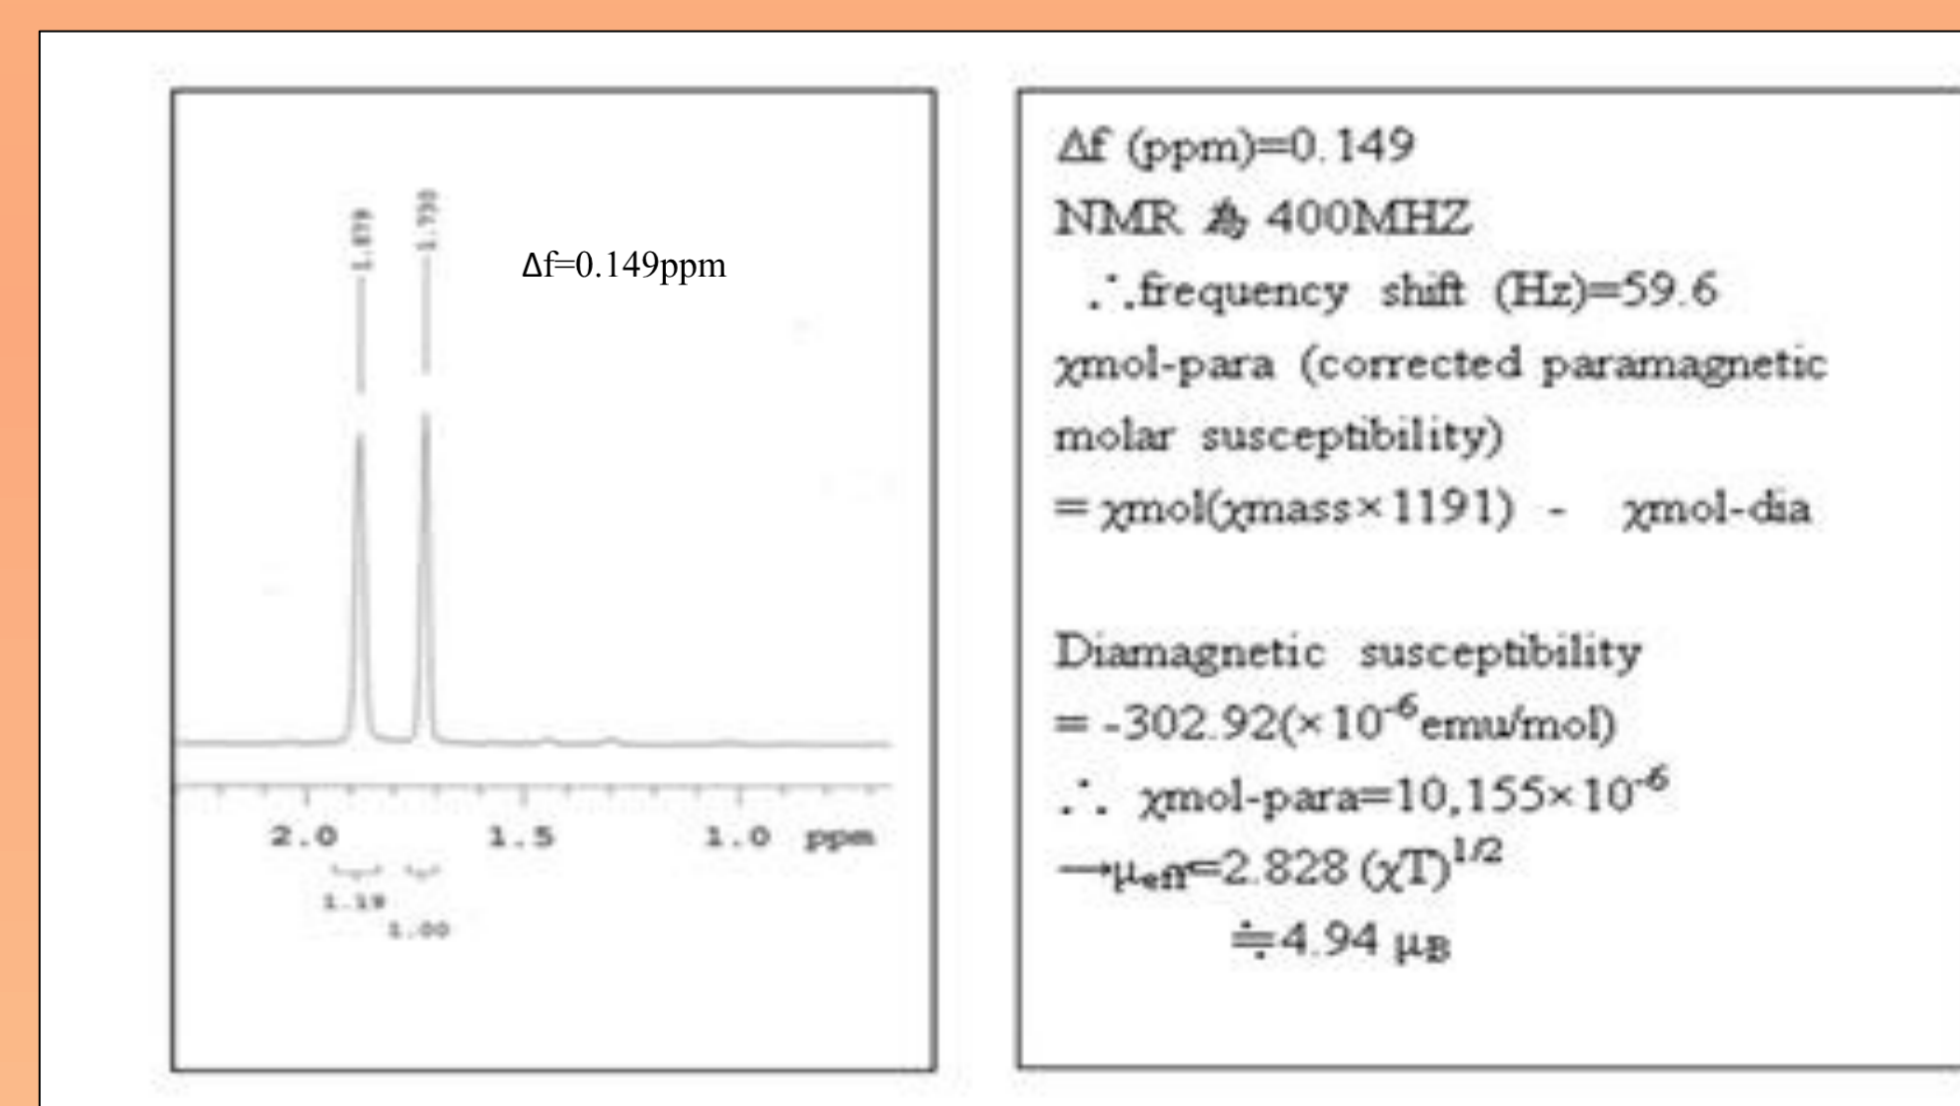 1.879
1.730
Δf=0.149ppm
2.0 1.5 1.0 ppm
1.19
1.00
Δf (ppm)=0.149
NMR 為 400MHZ
∴frequency shift (Hz)=59.6
χmol-para (corrected paramagnetic
molar susceptibility)
= χmol(χmass×1191) - χmol-dia
Diamagnetic susceptibility
= -302.92(×10⁻⁶emu/mol)
∴ χmol-para=10,155×10⁻⁶
→μeff=2.828 (χT)¹/²
≒4.94 μB